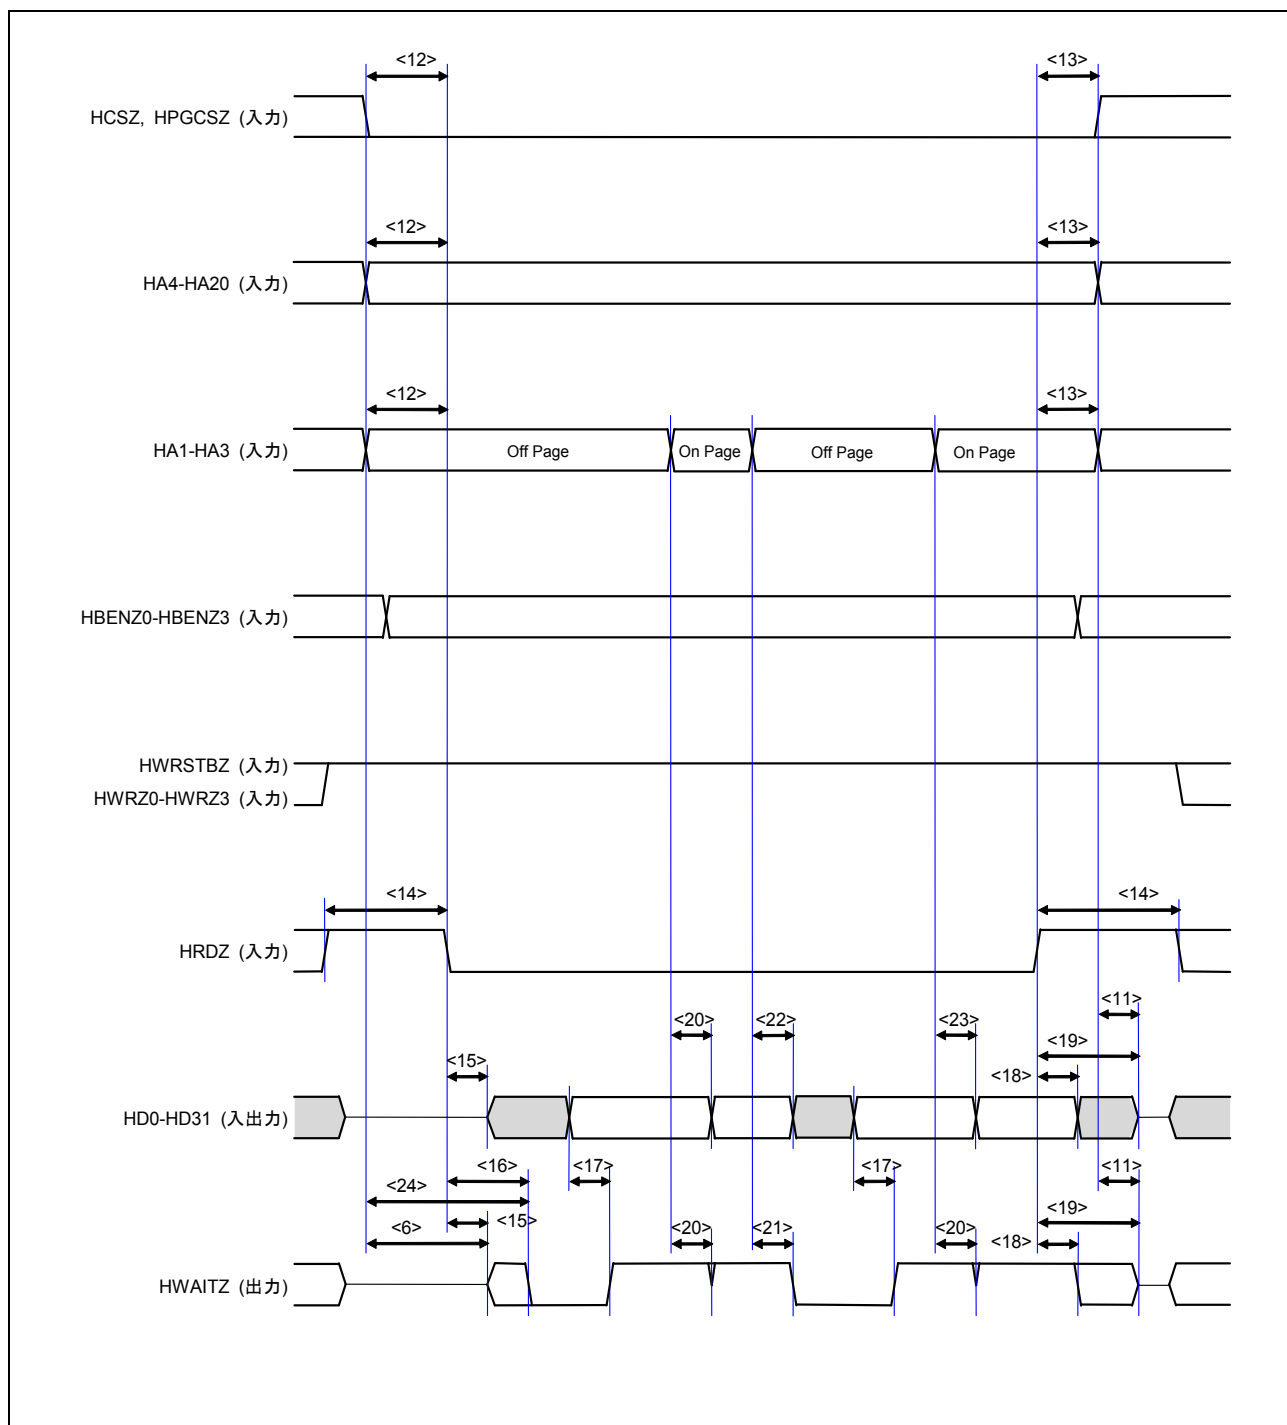 <12>
<13>
HCSZ, HPGCSZ (入力)
<12>
<13>
HA4-HA20 (入力)
<12>
<13>
HA1-HA3 (入力)
Off Page
On Page
Off Page
On Page
HBENZ0-HBENZ3 (入力)
HWRSTBZ (入力)
HWRZ0-HWRZ3 (入力)
<14>
<14>
HRDZ (入力)
<11>
<20>
<22>
<23>
<19>
<15>
<18>
HD0-HD31 (入出力)
<16>
<17>
<17>
<11>
<24>
<15>
<19>
<6>
<20>
<21>
<20>
<18>
HWAITZ (出力)